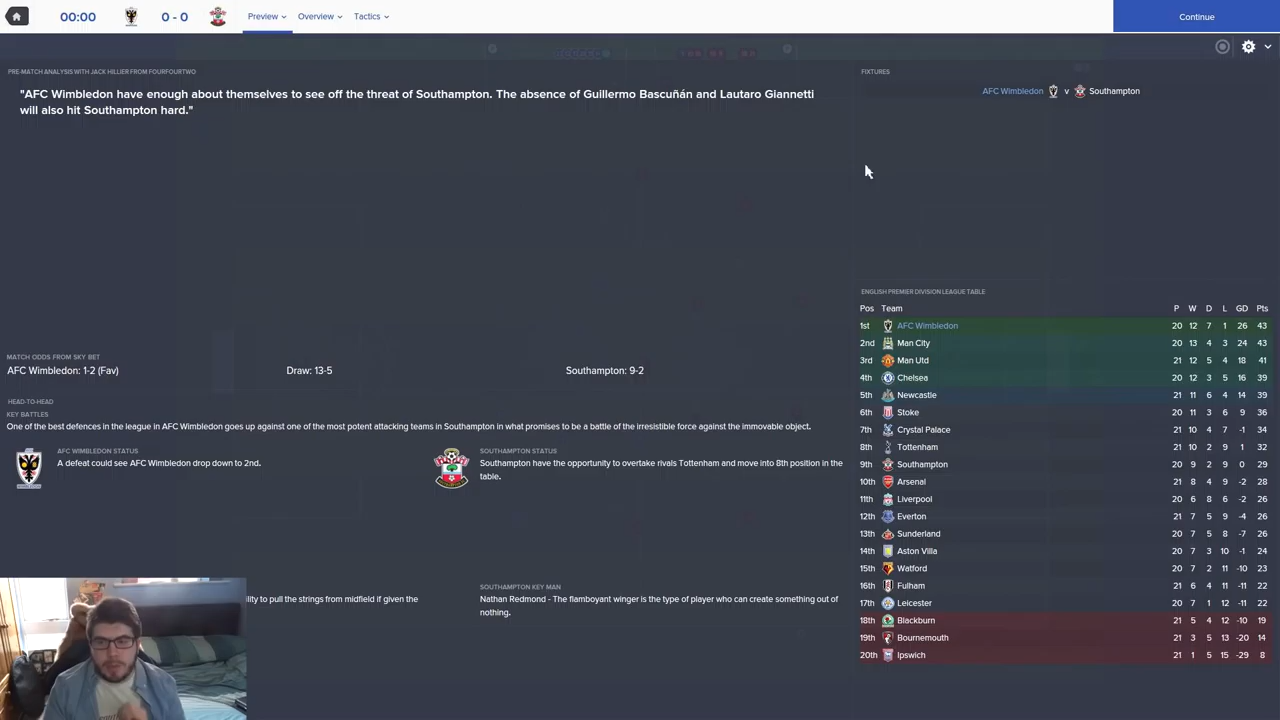 00:00 0 - 0 Preview Overview Tactics Continue
PRE-MATCH ANALYSIS WITH JACK HILLIER FROM FOURFOURTWO
"AFC Wimbledon have enough about themselves to see off the threat of Southampton. The absence of Guillermo Bascuñán and Lautaro Giannetti
will also hit Southampton hard."
MATCH ODDS FROM SKY BET
AFC Wimbledon: 1-2 (Fav) Draw: 13-5 Southampton: 9-2
HEAD-TO-HEAD
KEY BATTLES
One of the best defences in the league in AFC Wimbledon goes up against one of the most potent attacking teams in Southampton in what promises to be a battle of the irresistible force against the immovable object.
AFC WIMBLEDON STATUS
A defeat could see AFC Wimbledon drop down to 2nd.
SOUTHAMPTON STATUS
Southampton have the opportunity to overtake rivals Tottenham and move into 8th position in the
table.
ility to pull the strings from midfield if given the
SOUTHAMPTON KEY MAN
Nathan Redmond - The flamboyant winger is the type of player who can create something out of
nothing.
FIXTURES
AFC Wimbledon v Southampton
ENGLISH PREMIER DIVISION LEAGUE TABLE
Pos Team P W D L GD Pts
1st AFC Wimbledon 20 12 7 1 26 43
2nd Man City 20 13 4 3 24 43
3rd Man Utd 21 12 5 4 18 41
4th Chelsea 20 12 3 5 16 39
5th Newcastle 21 11 6 4 14 39
6th Stoke 20 11 3 6 9 36
7th Crystal Palace 21 10 4 7 -1 34
8th Tottenham 21 10 2 9 1 32
9th Southampton 20 9 2 9 0 29
10th Arsenal 21 8 4 9 -2 28
11th Liverpool 20 6 8 6 -2 26
12th Everton 21 7 5 9 -4 26
13th Sunderland 20 7 5 8 -7 26
14th Aston Villa 20 7 3 10 -1 24
15th Watford 20 7 2 11 -10 23
16th Fulham 21 6 4 11 -11 22
17th Leicester 20 7 1 12 -11 22
18th Blackburn 21 5 4 12 -10 19
19th Bournemouth 21 3 5 13 -20 14
20th Ipswich 21 1 5 15 -29 8